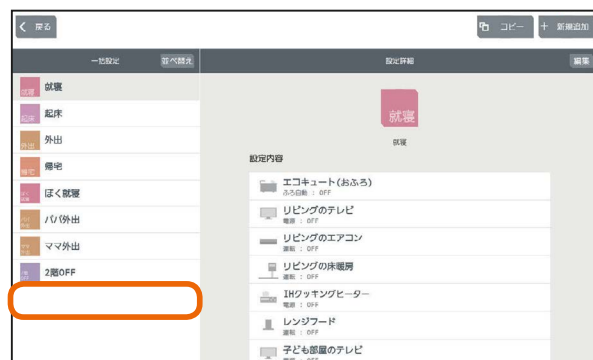 戻る
コピー
+ 新規追加
一括設定
並べ替え
設定詳細
編集
就寝 就寝
起床 起床
外出 外出
帰宅 帰宅
ぼく就寝
パパ外出
ママ外出
2階OFF
就寝
就寝
設定内容
エコキュート(おふろ)
ふろ自動 : OFF
リビングのテレビ
電源 : OFF
リビングのエアコン
運転 : OFF
リビングの床暖房
運転 : OFF
IHクッキングヒーター
電源 : OFF
レンジフード
運転 : OFF
子ども部屋のテレビ